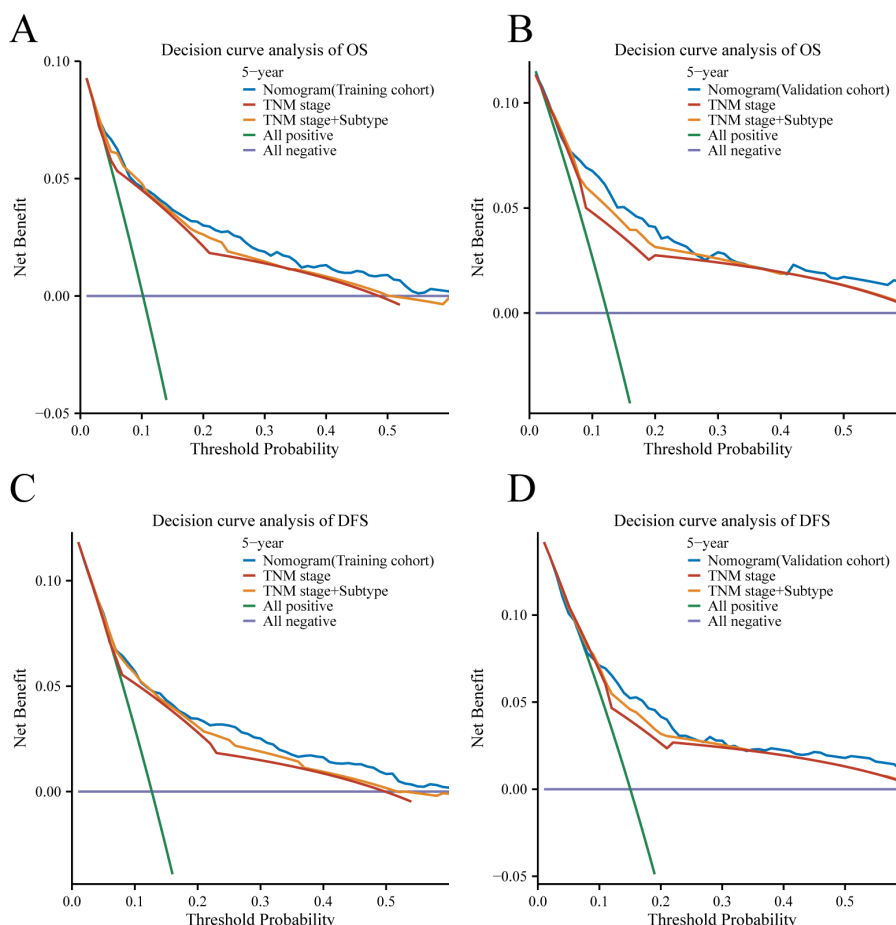 A
Decision curve analysis of OS
5−year
Nomogram(Training cohort)
TNM stage
TNM stage+Subtype
All positive
All negative
Net Benefit
0.10
0.05
0.00
−0.05
0.0 0.1 0.2 0.3 0.4 0.5
Threshold Probability
B
Decision curve analysis of OS
5−year
Nomogram(Validation cohort)
TNM stage
TNM stage+Subtype
All positive
All negative
Net Benefit
0.10
0.05
0.00
0.0 0.1 0.2 0.3 0.4 0.5
Threshold Probability
C
Decision curve analysis of DFS
5−year
Nomogram(Training cohort)
TNM stage
TNM stage+Subtype
All positive
All negative
Net Benefit
0.10
0.05
0.00
0.0 0.1 0.2 0.3 0.4 0.5
Threshold Probability
D
Decision curve analysis of DFS
5−year
Nomogram(Validation cohort)
TNM stage
TNM stage+Subtype
All positive
All negative
Net Benefit
0.10
0.05
0.00
−0.05
0.0 0.1 0.2 0.3 0.4 0.5
Threshold Probability